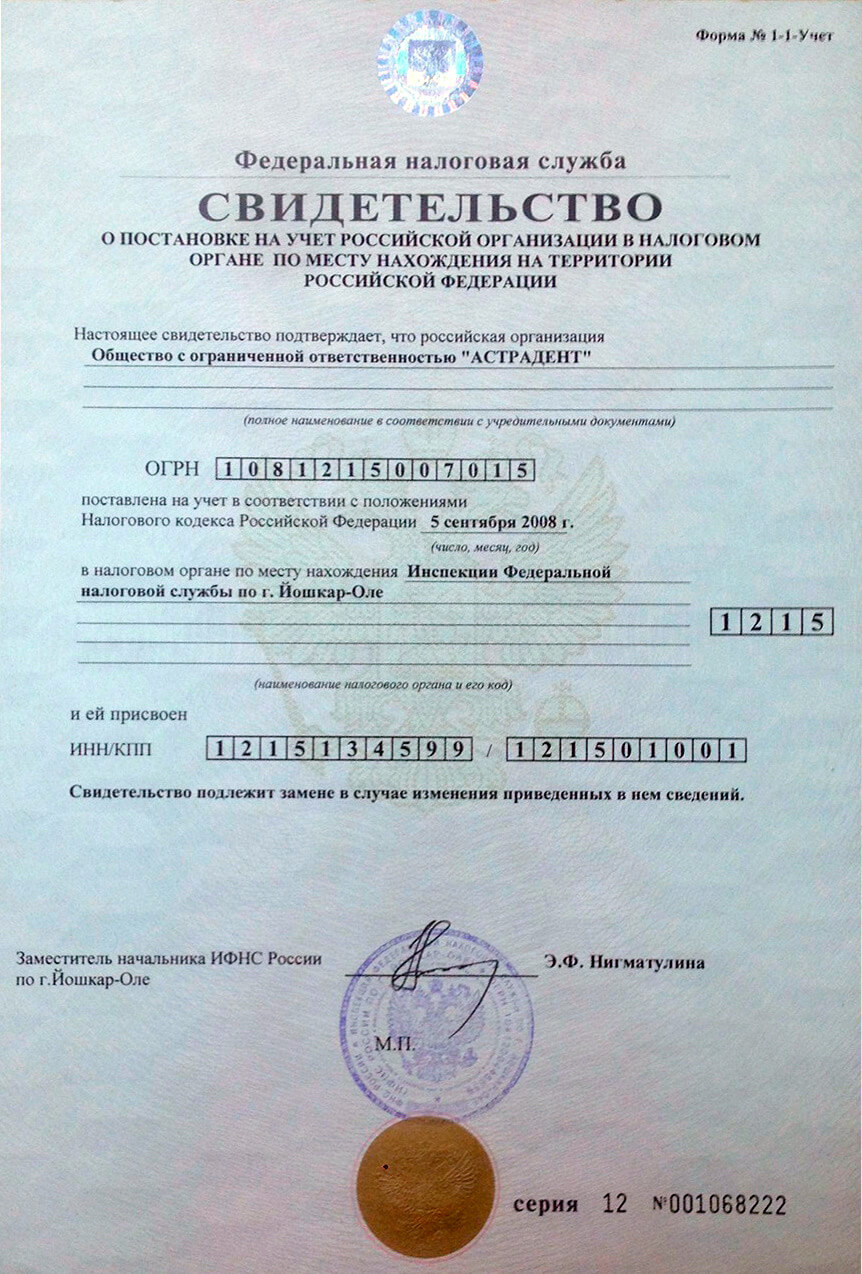 Форма № 1-1-Учет
Федеральная налоговая служба
СВИДЕТЕЛЬСТВО
О ПОСТАНОВКЕ НА УЧЕТ РОССИЙСКОЙ ОРГАНИЗАЦИИ В НАЛОГОВОМ
ОРГАНЕ ПО МЕСТУ НАХОЖДЕНИЯ НА ТЕРРИТОРИИ
РОССИЙСКОЙ ФЕДЕРАЦИИ
Настоящее свидетельство подтверждает, что российская организация
Общество с ограниченной ответственностью "АСТРАДЕНТ"
(полное наименование в соответствии с учредительными документами)
ОГРН 1081215007015
поставлена на учет в соответствии с положениями
Налогового кодекса Российской Федерации 5 сентября 2008 г.
(число, месяц, год)
в налоговом органе по месту нахождения Инспекции Федеральной
налоговой службы по г. Йошкар-Оле
1215
(наименование налогового органа и его код)
и ей присвоен
ИНН/КПП 1215134599 / 121501001
Свидетельство подлежит замене в случае изменения приведенных в нем сведений.
Заместитель начальника ИФНС России
по г.Йошкар-Оле
Э.Ф. Нигматулина
М.П.
серия 12 №001068222